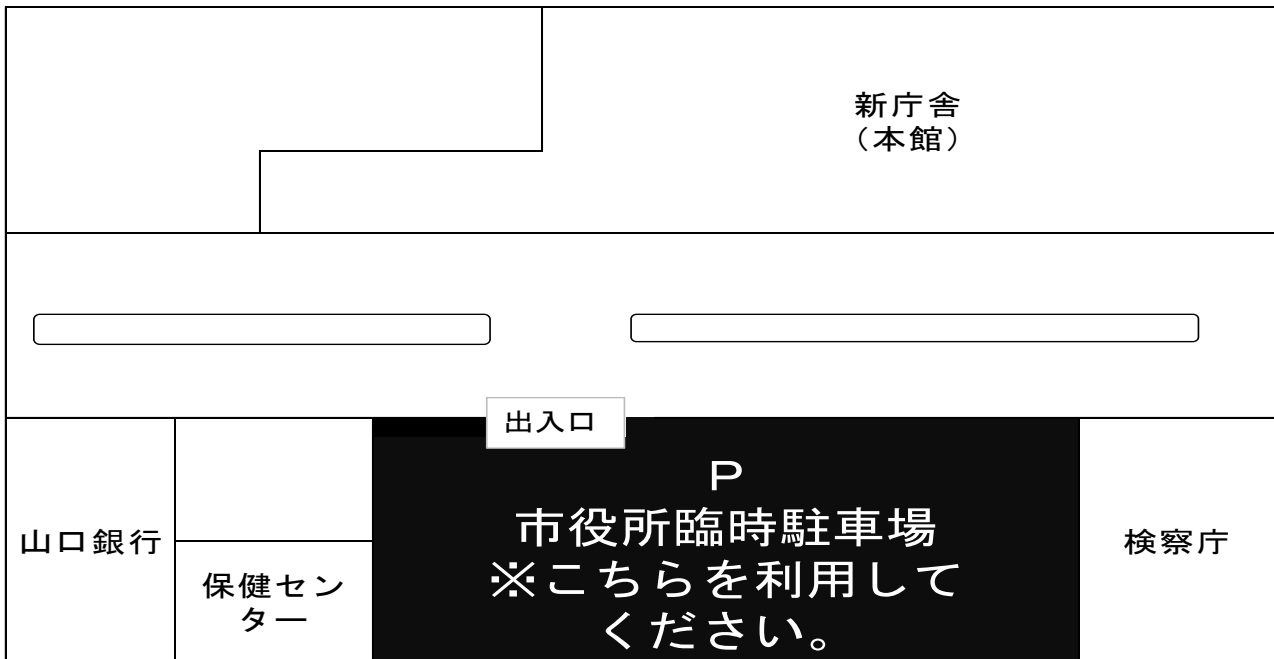 新庁舎
（本館）
出入口
P
市役所臨時駐車場
※こちらを利用して
ください。
山口銀行
保健セン
ター
検察庁